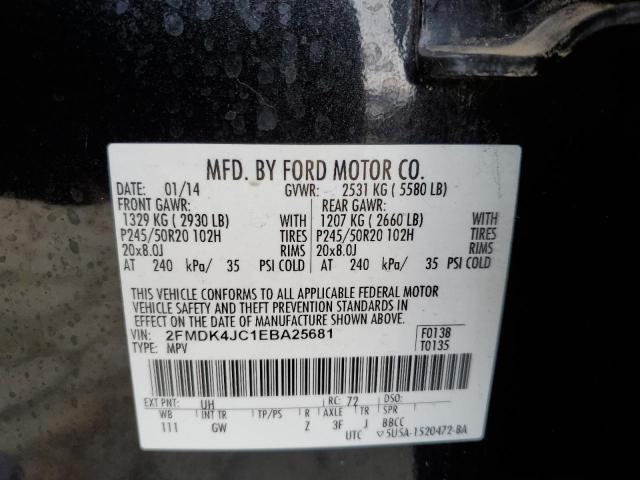 MFD. BY FORD MOTOR CO.
DATE: 01/14 GVWR: 2531 KG ( 5580 LB)
FRONT GAWR: REAR GAWR:
1329 KG ( 2930 LB) WITH 1207 KG ( 2660 LB) WITH
P245/50R20 102H TIRES P245/50R20 102H TIRES
20x8.0J RIMS 20x8.0J RIMS
AT 240 kPa/ 35 PSI COLD AT 240 kPa/ 35 PSI COLD
THIS VEHICLE CONFORMS TO ALL APPLICABLE FEDERAL MOTOR
VEHICLE SAFETY AND THEFT PREVENTION STANDARDS IN
EFFECT ON THE DATE OF MANUFACTURE SHOWN ABOVE.
VIN: 2FMDK4JC1EBA25681 F0138
TYPE: MPV T0135
EXT PNT: UH RC: 72 DSO:
WB INT TR TP/PS R AXLE TR SPR
111 GW Z 3F J BBCC
UTC ▽5U5A-1520472-BA